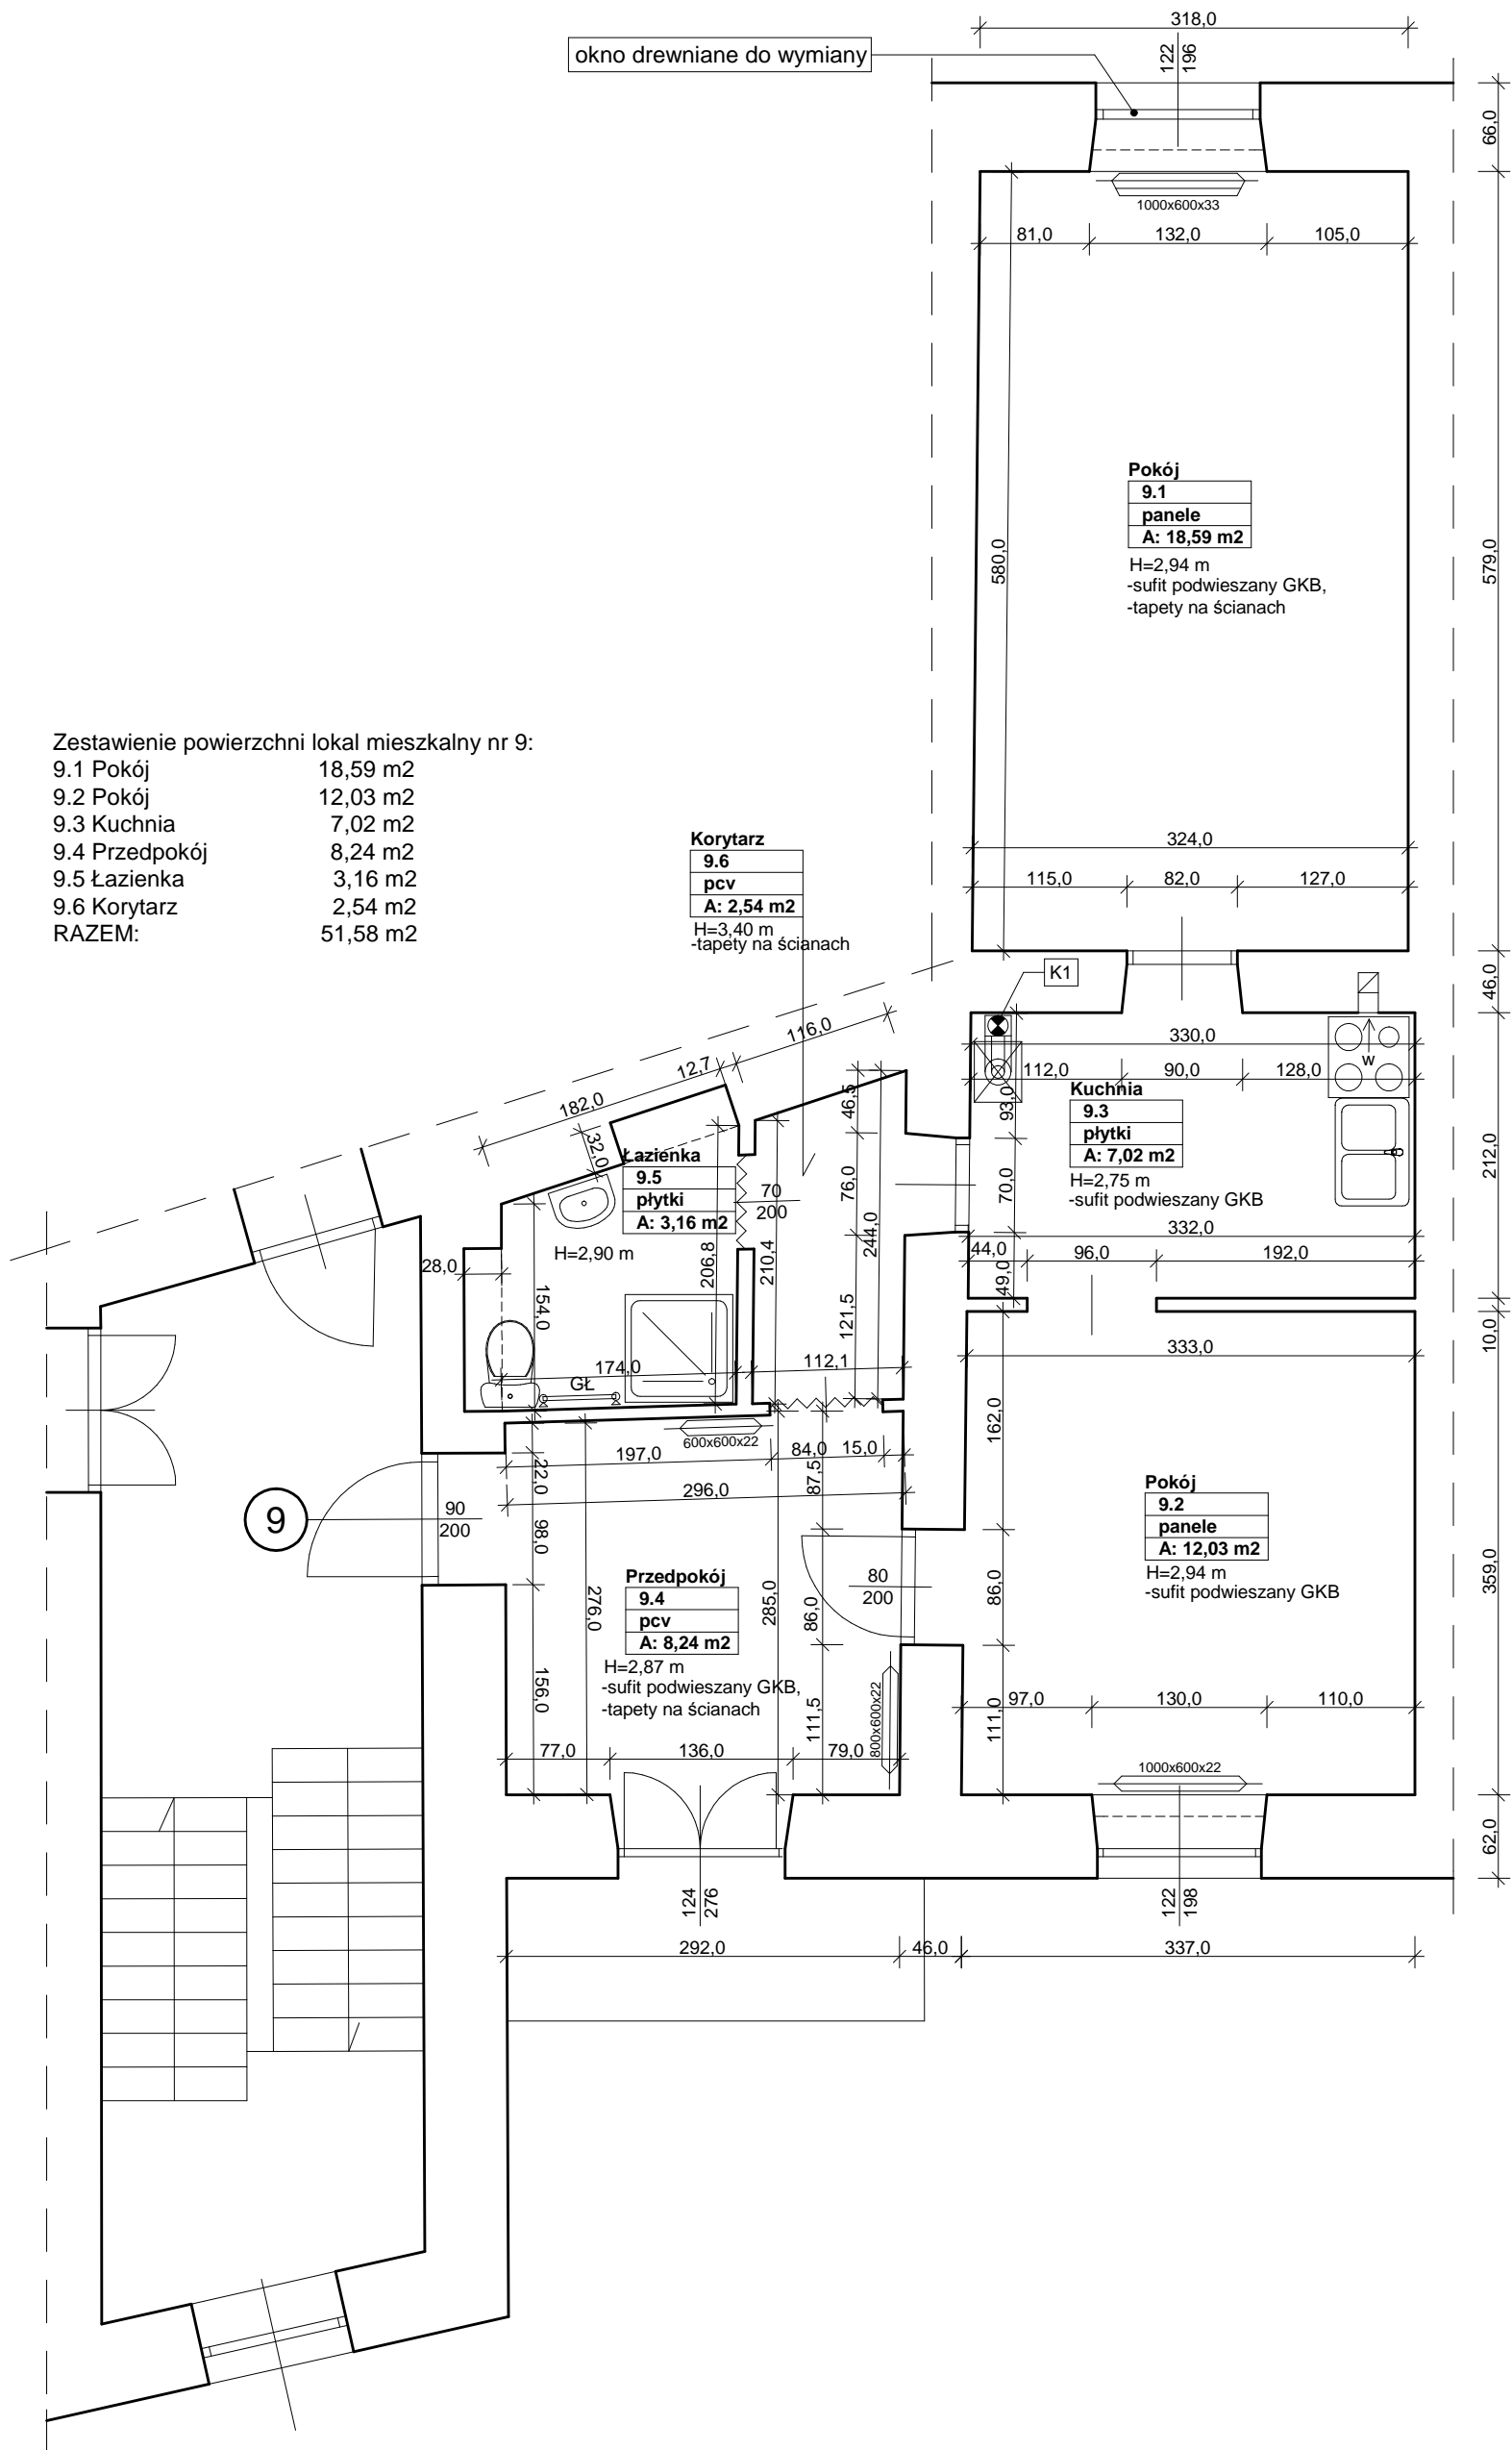 318,0
okno drewniane do wymiany
122
196
66,0
1000x600x33
81,0 132,0 105,0
Pokój
9.1
panele
A: 18,59 m2
H=2,94 m
-sufit podwieszany GKB,
-tapety na ścianach
580,0
579,0
Zestawienie powierzchni lokal mieszkalny nr 9:
9.1 Pokój 18,59 m2
9.2 Pokój 12,03 m2
9.3 Kuchnia 7,02 m2
9.4 Przedpokój 8,24 m2
9.5 Łazienka 3,16 m2
9.6 Korytarz 2,54 m2
RAZEM: 51,58 m2
Korytarz
9.6
pcv
A: 2,54 m2
H=3,40 m
-tapety na ścianach
324,0
115,0 82,0 127,0
K1
46,0
116,0
12,7
182,0
32,0
330,0
112,0 90,0 128,0
W
93,0
46,5
Kuchnia
9.3
płytki
A: 7,02 m2
H=2,75 m
-sufit podwieszany GKB
212,0
Łazienka
9.5
płytki
A: 3,16 m2
H=2,90 m
70
200
76,0
70,0
244,0
210,4
206,8
28,0
154,0
121,5
332,0
44,0 96,0 192,0
49,0
10,0
333,0
174,0
112,1
GŁ
600x600x22
197,0 84,0 15,0
296,0
22,0
87,5
162,0
9
90
200
98,0
Pokój
9.2
panele
A: 12,03 m2
H=2,94 m
-sufit podwieszany GKB
359,0
Przedpokój
9.4
pcv
A: 8,24 m2
H=2,87 m
-sufit podwieszany GKB,
-tapety na ścianach
80
200
276,0
285,0
86,0
86,0
156,0
111,5
111,0
800x600x22
97,0 130,0 110,0
77,0 136,0 79,0
1000x600x22
62,0
124
276
122
198
292,0 46,0 337,0